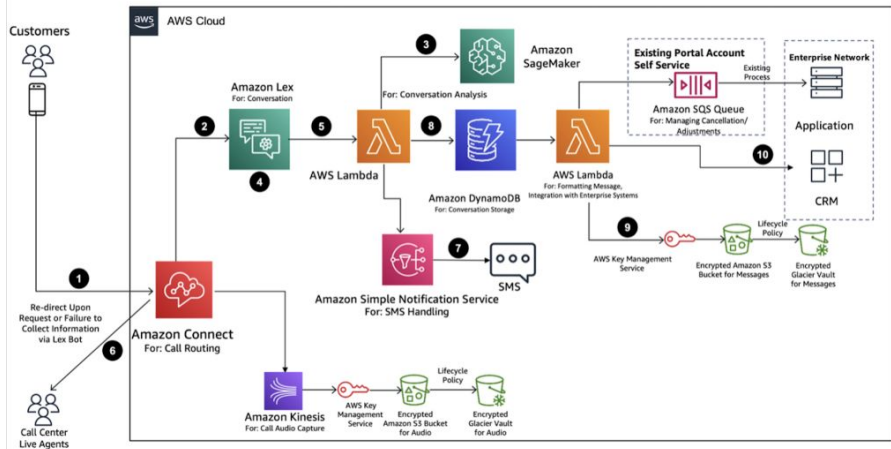 aws
AWS Cloud
Customers
1
Re-direct Upon
Request or Failure to
Collect Information
via Lex Bot
6
Call Center
Live Agents
Amazon Connect
For: Call Routing
2
Amazon Lex
For: Conversation
4
5
AWS Lambda
3
For: Conversation Analysis
Amazon
SageMaker
8
Amazon DynamoDB
For: Conversation Storage
AWS Lambda
For: Formatting Message,
Integration with Enterprise Systems
Existing Portal Account
Self Service
Amazon SQS Queue
For: Managing Cancellation/
Adjustments
Existing
Process
Enterprise Network
Application
CRM
10
9
AWS Key Management
Service
Encrypted Amazon S3
Bucket for Messages
Lifecycle
Policy
Encrypted
Glacier Vault
for Messages
7
SMS
Amazon Simple Notification Service
For: SMS Handling
Amazon Kinesis
For: Call Audio Capture
AWS Key
Management
Service
Encrypted
Amazon S3 Bucket
for Audio
Lifecycle
Policy
Encrypted
Glacier Vault
for Audio